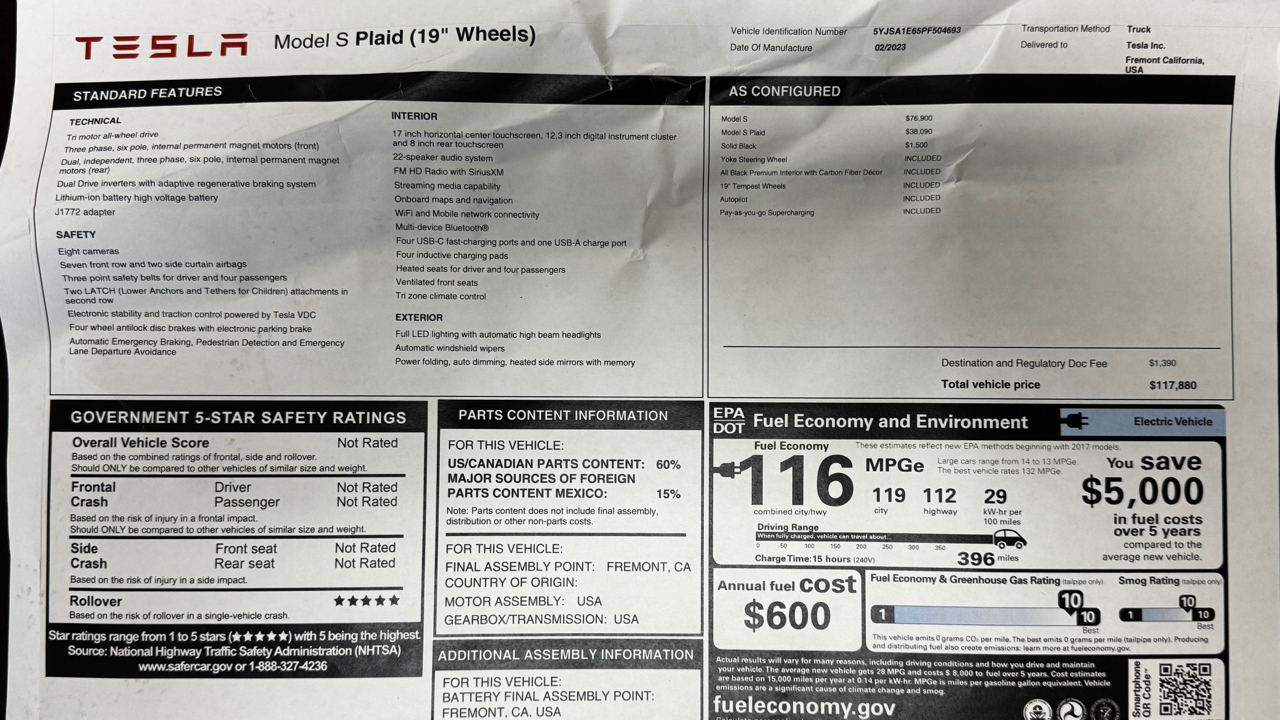 TESLA Model S Plaid (19" Wheels)
Vehicle Identification Number 5YJSA1E65PF504693
Date Of Manufacture 02/2023
Transportation Method Truck
Delivered to Tesla Inc.
Fremont California,
USA
STANDARD FEATURES
TECHNICAL
Tri motor all-wheel drive
Three phase, six pole, internal permanent magnet motors (front)
Dual, independent, three phase, six pole, internal permanent magnet
motors (rear)
Dual Drive inverters with adaptive regenerative braking system
Lithium-ion battery high voltage battery
J1772 adapter
SAFETY
Eight cameras
Seven front row and two side curtain airbags
Three point safety belts for driver and four passengers
Two LATCH (Lower Anchors and Tethers for Children) attachments in
second row
Electronic stability and traction control powered by Tesla VDC
Four wheel antilock disc brakes with electronic parking brake
Automatic Emergency Braking, Pedestrian Detection and Emergency
Lane Departure Avoidance
INTERIOR
17 inch horizontal center touchscreen, 12.3 inch digital instrument cluster
and 8 inch rear touchscreen
22-speaker audio system
FM HD Radio with SiriusXM
Streaming media capability
Onboard maps and navigation
WiFi and Mobile network connectivity
Multi-device Bluetooth®
Four USB-C fast-charging ports and one USB-A charge port
Four inductive charging pads
Heated seats for driver and four passengers
Ventilated front seats
Tri zone climate control
EXTERIOR
Full LED lighting with automatic high beam headlights
Automatic windshield wipers
Power folding, auto dimming, heated side mirrors with memory
AS CONFIGURED
Model S $76,900
Model S Plaid $38,090
Solid Black $1,500
Yoke Steering Wheel INCLUDED
All Black Premium Interior with Carbon Fiber Décor INCLUDED
19" Tempest Wheels INCLUDED
Autopilot INCLUDED
Pay-as-you-go Supercharging INCLUDED
Destination and Regulatory Doc Fee $1,390
Total vehicle price $117,880
GOVERNMENT 5-STAR SAFETY RATINGS
Overall Vehicle Score Not Rated
Based on the combined ratings of frontal, side and rollover.
Should ONLY be compared to other vehicles of similar size and weight.
Frontal Driver Not Rated
Crash Passenger Not Rated
Based on the risk of injury in a frontal impact.
Should ONLY be compared to other vehicles of similar size and weight.
Side Front seat Not Rated
Crash Rear seat Not Rated
Based on the risk of injury in a side impact.
Rollover ★★★★★
Based on the risk of rollover in a single-vehicle crash.
Star ratings range from 1 to 5 stars (★★★★★) with 5 being the highest.
Source: National Highway Traffic Safety Administration (NHTSA)
www.safercar.gov or 1-888-327-4236
PARTS CONTENT INFORMATION
FOR THIS VEHICLE:
US/CANADIAN PARTS CONTENT: 60%
MAJOR SOURCES OF FOREIGN
PARTS CONTENT MEXICO: 15%
Note: Parts content does not include final assembly,
distribution or other non-parts costs.
FOR THIS VEHICLE:
FINAL ASSEMBLY POINT: FREMONT, CA
COUNTRY OF ORIGIN:
MOTOR ASSEMBLY: USA
GEARBOX/TRANSMISSION: USA
ADDITIONAL ASSEMBLY INFORMATION
FOR THIS VEHICLE:
BATTERY FINAL ASSEMBLY POINT:
FREMONT, CA, USA
EPA
DOT Fuel Economy and Environment
Electric Vehicle
Fuel Economy
These estimates reflect new EPA methods beginning with 2017 models.
116 MPGe
Large cars range from 14 to 13 MPGe.
The best vehicle rates 132 MPGe.
combined city/hwy
119 city
112 highway
29 kW-hr per
100 miles
Driving Range
When fully charged, vehicle can travel about...
0 50 100 150 200 250 300 350
396 miles
Charge Time: 15 hours (240V)
You save
$5,000
in fuel costs
over 5 years
compared to the
average new vehicle.
Annual fuel cost
$600
Fuel Economy & Greenhouse Gas Rating (tailpipe only)
1 10 10
Best
Smog Rating (tailpipe only)
1 10 10
Best
This vehicle emits 0 grams CO2 per mile. The best emits 0 grams per mile (tailpipe only). Producing
and distributing fuel also create emissions: learn more at fueleconomy.gov.
Actual results will vary for many reasons, including driving conditions and how you drive and maintain
your vehicle. The average new vehicle gets 28 MPG and costs $ 8,000 to fuel over 5 years. Cost estimates
are based on 15,000 miles per year at 0.14 per kW-hr. MPGe is miles per gasoline gallon equivalent. Vehicle
emissions are a significant cause of climate change and smog.
fueleconomy.gov
Smartphone
QR Code™